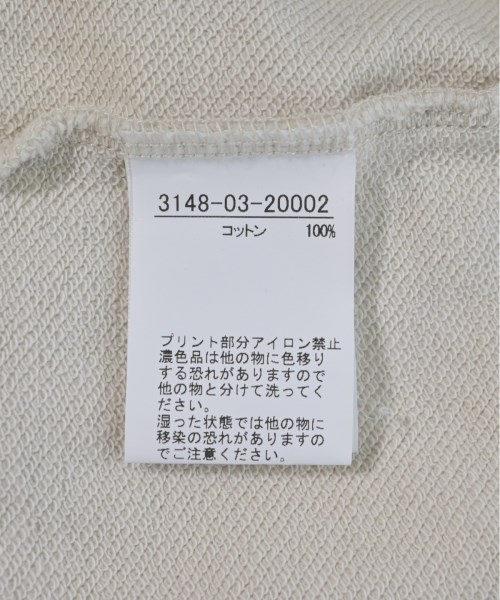 3148-03-20002
コットン 100%
プリント部分アイロン禁止
濃色品は他の物に色移り
する恐れがありますので
他の物と分けて洗ってく
ださい。
湿った状態では他の物に
移染の恐れがありますの
でご注意ください。